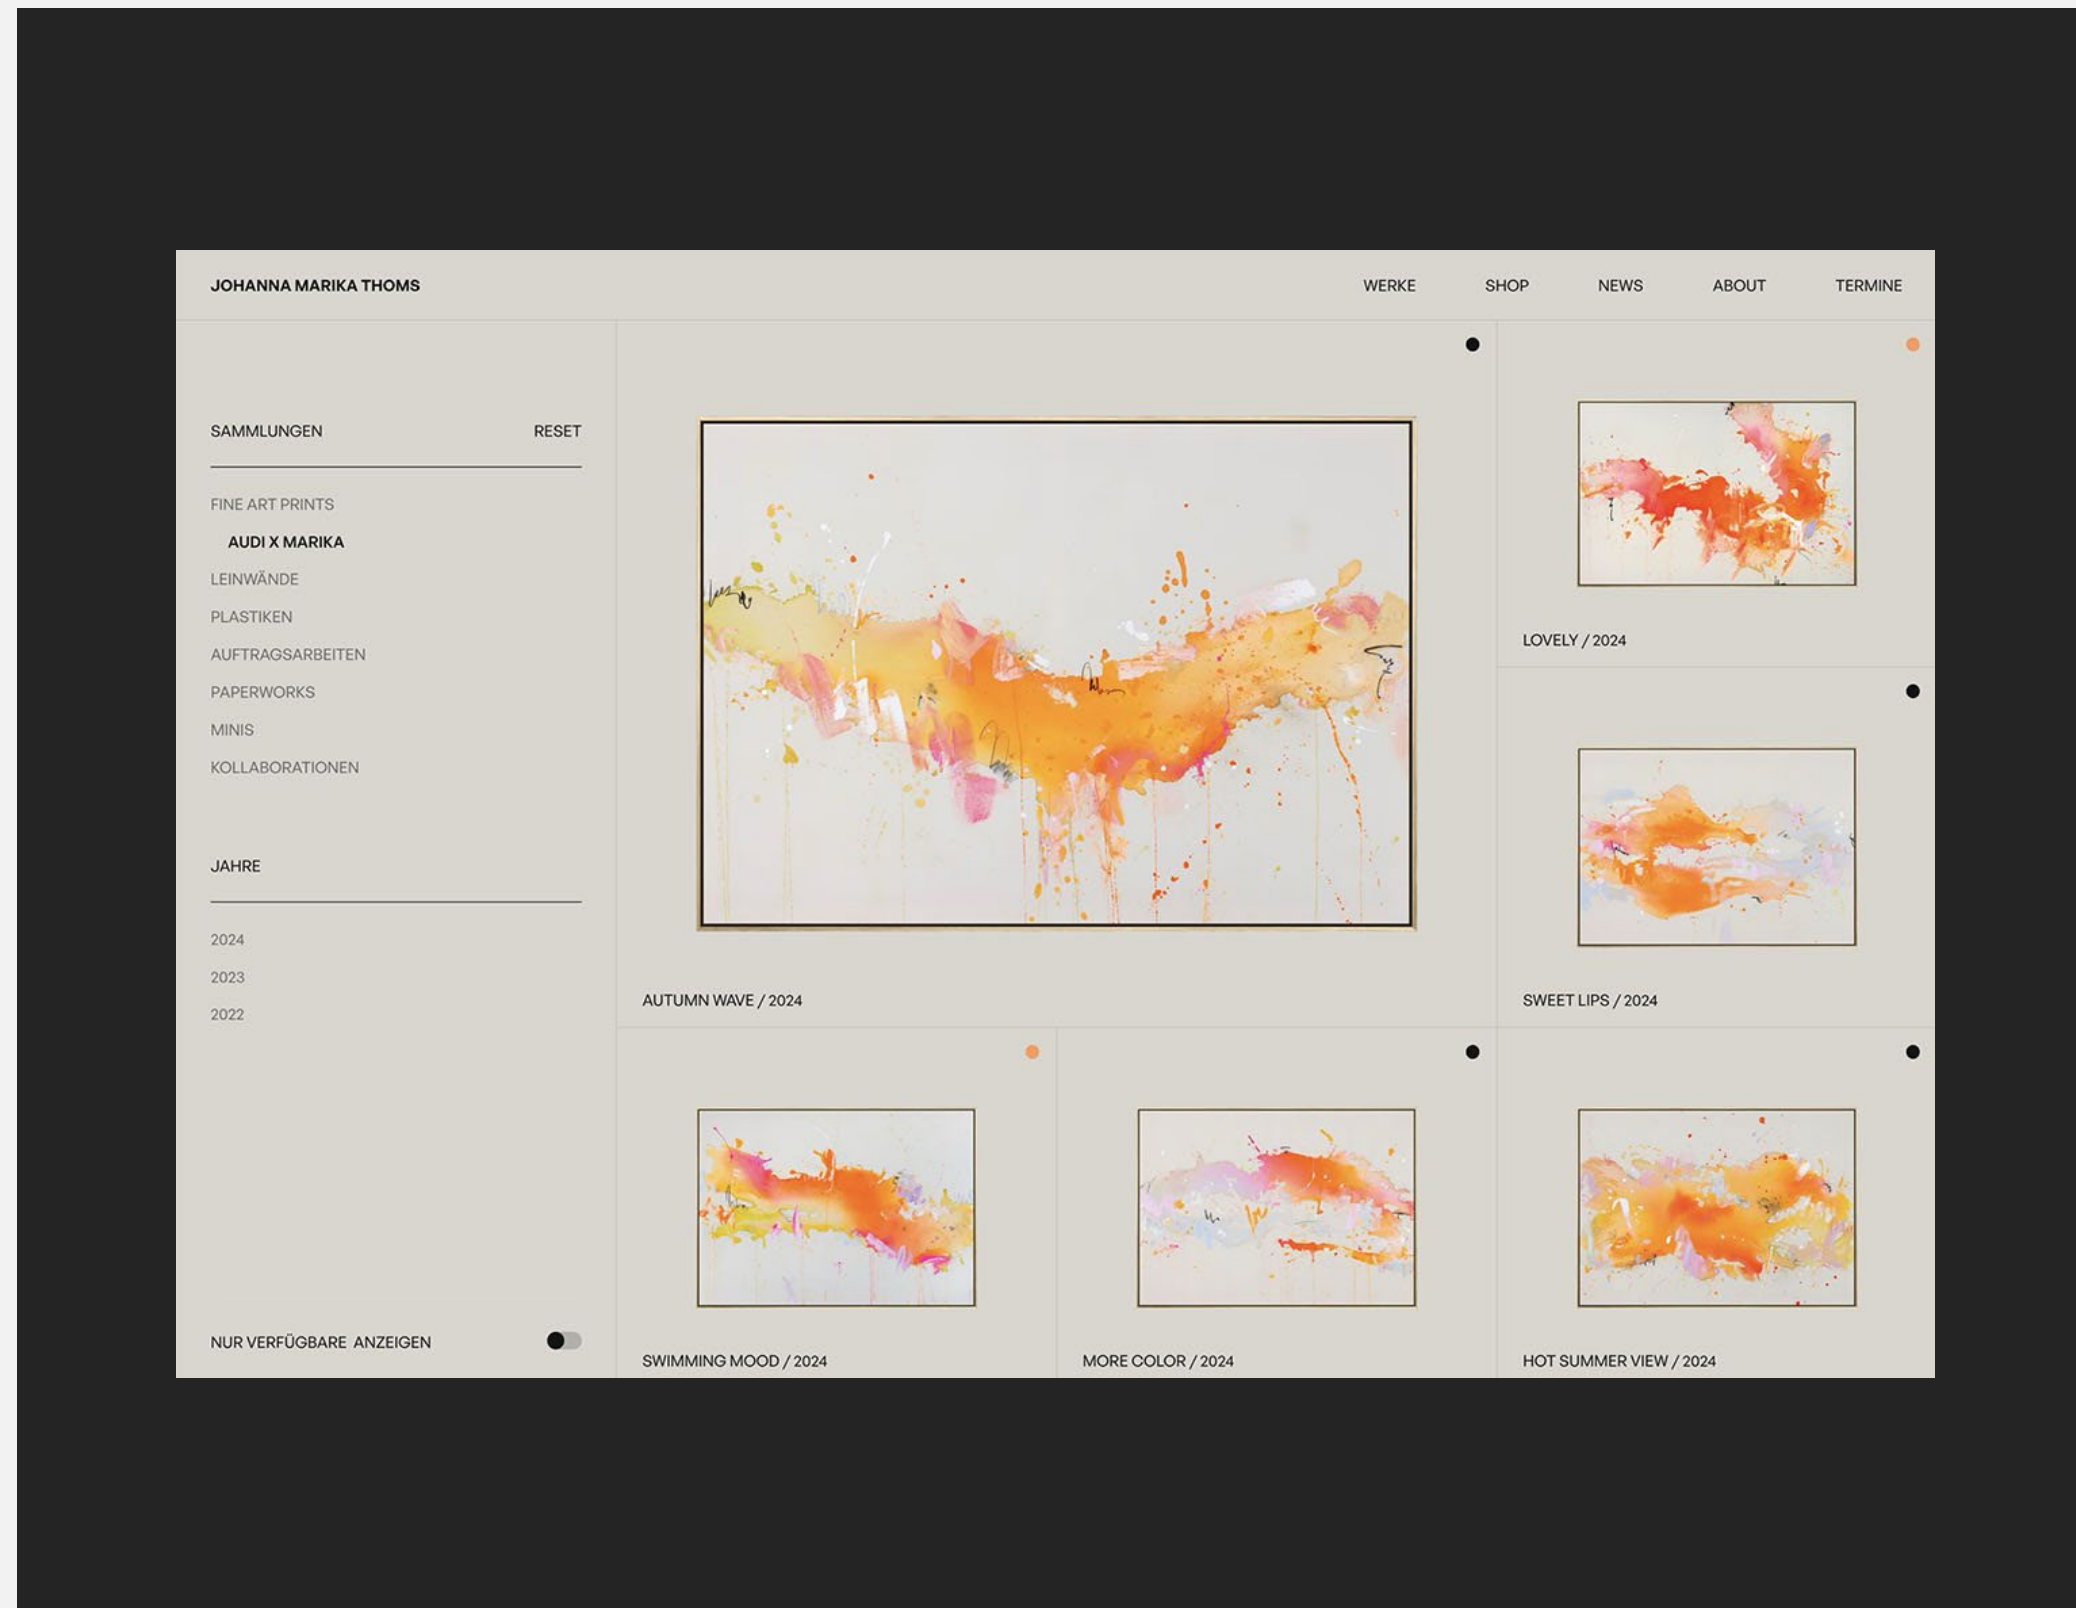 JOHANNA MARIKA THOMS
WERKE
SHOP
NEWS
ABOUT
TERMINE
SAMMLUNGEN
RESET
FINE ART PRINTS
AUDI X MARIKA
LEINWÄNDE
PLASTIKEN
AUFTRAGSARBEITEN
PAPERWORKS
MINIS
KOLLABORATIONEN
JAHRE
2024
2023
2022
NUR VERFÜGBARE ANZEIGEN
AUTUMN WAVE / 2024
LOVELY / 2024
SWEET LIPS / 2024
SWIMMING MOOD / 2024
MORE COLOR / 2024
HOT SUMMER VIEW / 2024